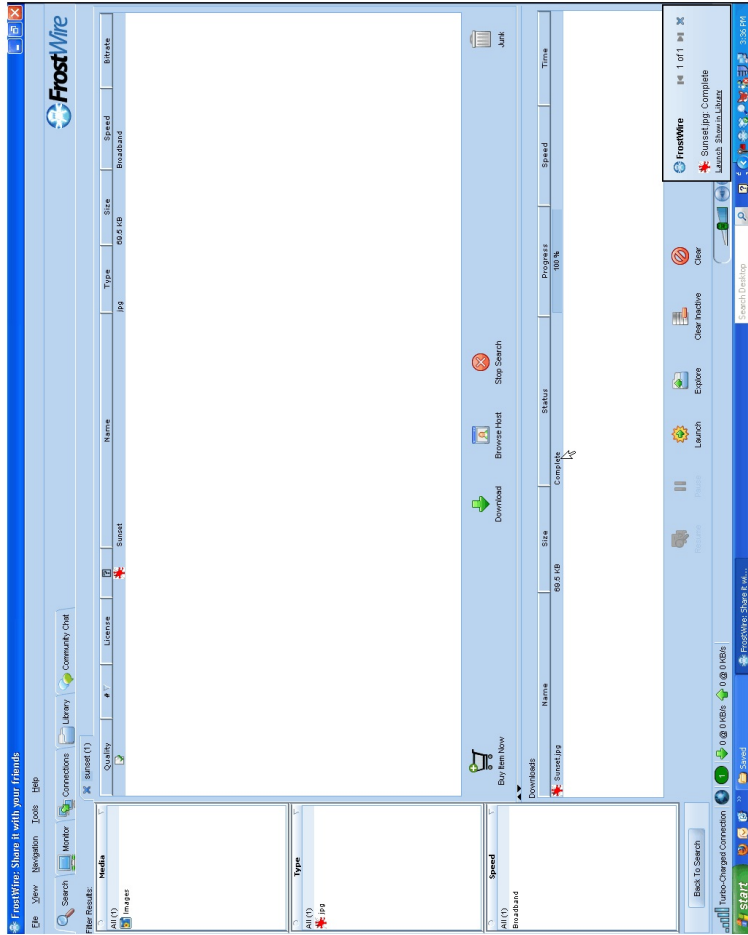 FrostWire: Share it with your friends
File View Navigation Tools Help
Search Monitor Connections Library Community Chat
FrostWire
Filter Results:
sunset (1)
Media
All (1)
Images
Type
All (1)
jpg
Speed
All (1)
Broadband
Back To Search
Quality # License ? Name Type Size Speed Bitrate
Sunset jpg 69.5 KB Broadband
Buy Item Now Download Browse Host Stop Search Junk
Downloads
Name Size Status Progress Speed Time
Sunset.jpg 69.5 KB Complete 100 %
Resume Pause Launch Explore Clear Inactive Clear
FrostWire 1 of 1
Sunset.jpg: Complete
Launch Show in Library
Turbo-Charged Connection 1 0 @ 0 KB/s 0 @ 0 KB/s
start Saved FrostWire: Share it wi... Search Desktop 3:36 PM